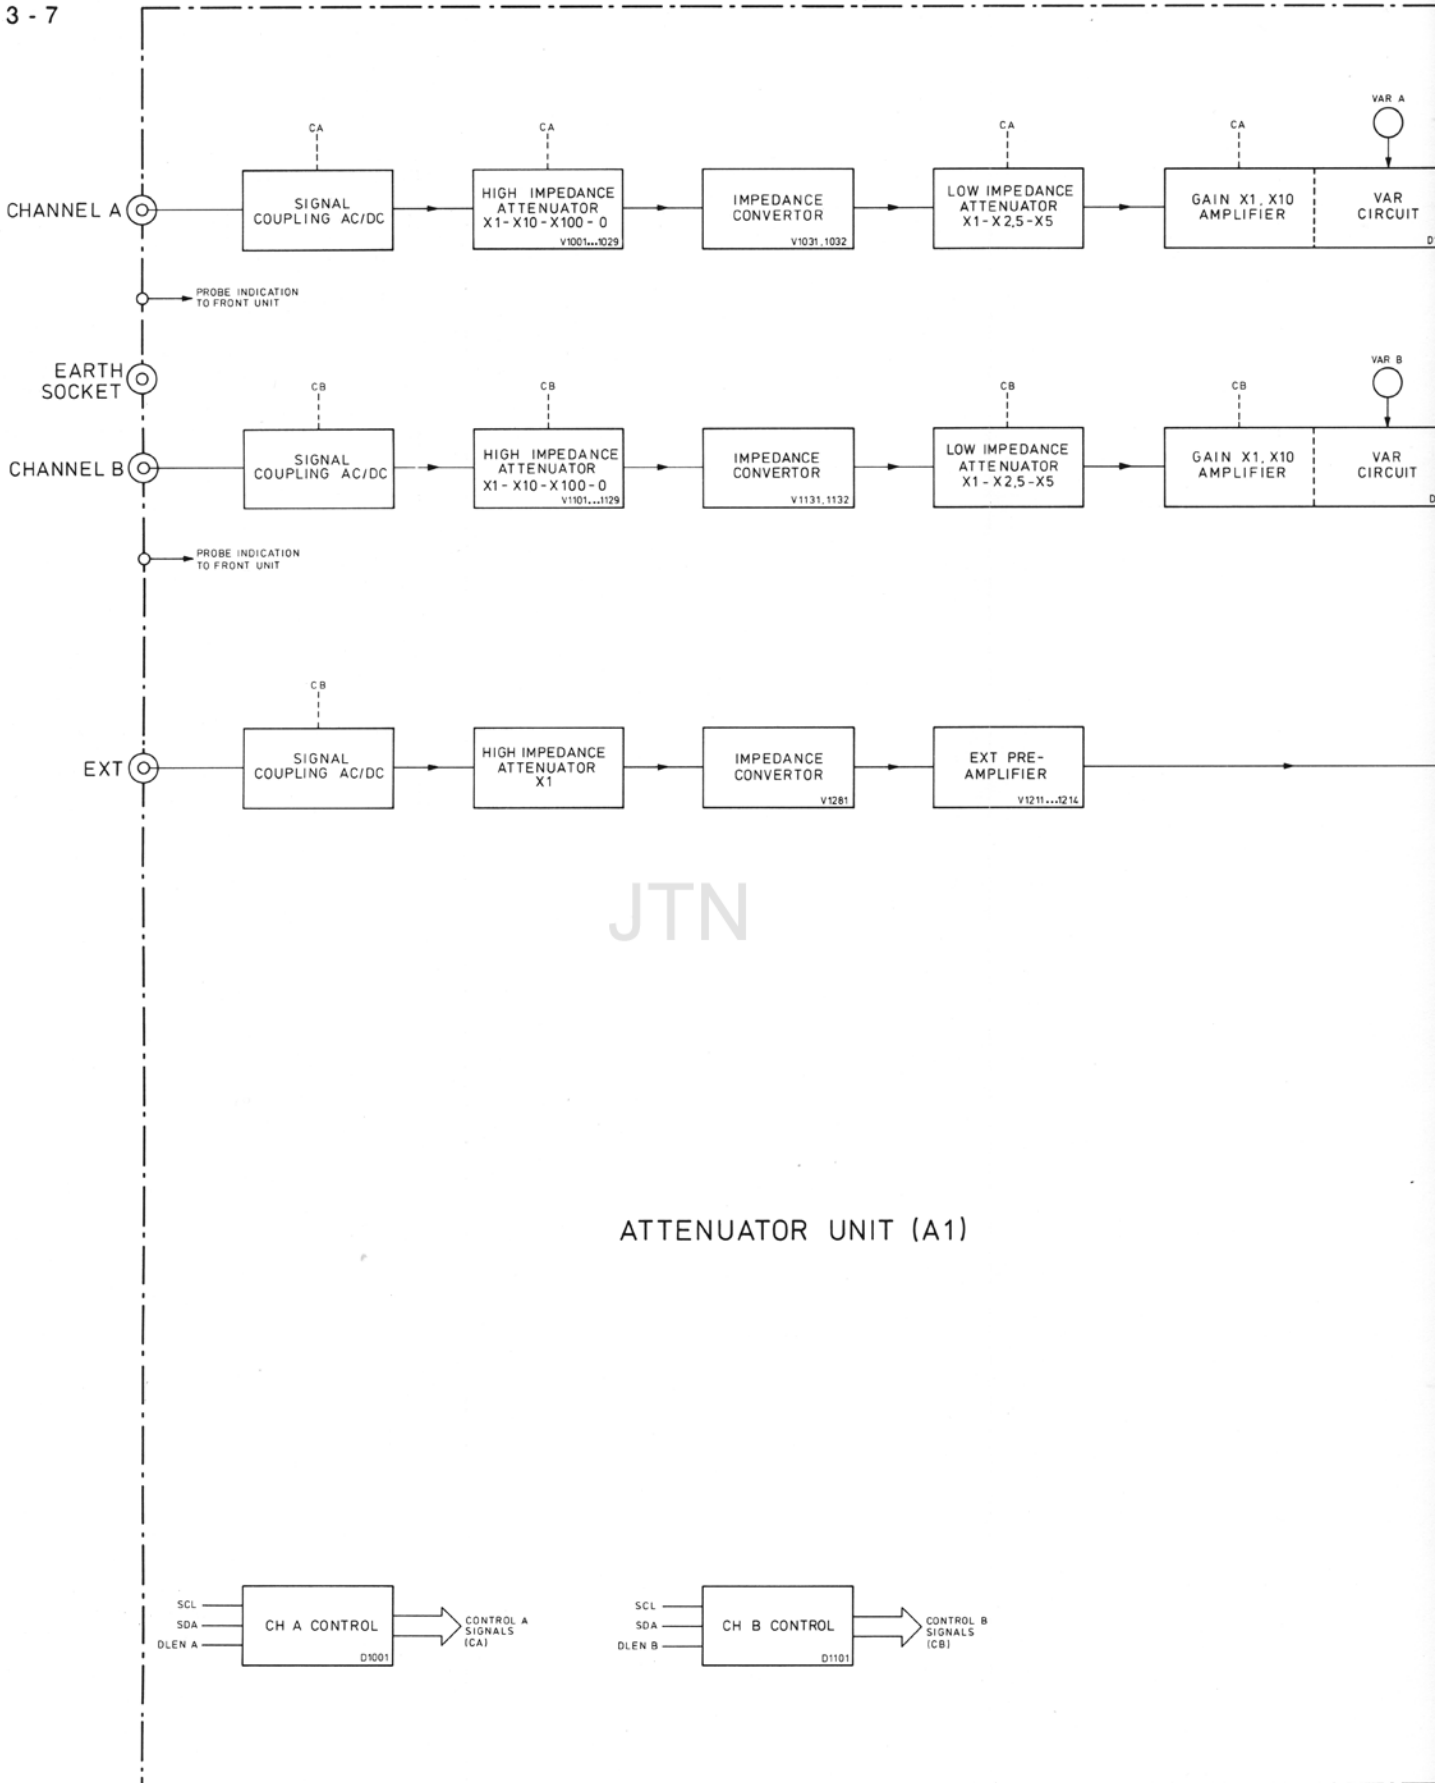 3 - 7
VAR A
CA
CA
CA
CA
CHANNEL A
SIGNAL
COUPLING AC/DC
HIGH IMPEDANCE
ATTENUATOR
X1-X10-X100-0
V1001...1029
IMPEDANCE
CONVERTOR
V1031,1032
LOW IMPEDANCE
ATTENUATOR
X1-X2,5-X5
GAIN X1, X10
AMPLIFIER
VAR
CIRCUIT
PROBE INDICATION
TO FRONT UNIT
EARTH
SOCKET
VAR B
CB
CB
CB
CB
CHANNEL B
SIGNAL
COUPLING AC/DC
HIGH IMPEDANCE
ATTENUATOR
X1-X10-X100-0
V1101...1129
IMPEDANCE
CONVERTOR
V1131,1132
LOW IMPEDANCE
ATTENUATOR
X1-X2,5-X5
GAIN X1, X10
AMPLIFIER
VAR
CIRCUIT
D
PROBE INDICATION
TO FRONT UNIT
CB
EXT
SIGNAL
COUPLING AC/DC
HIGH IMPEDANCE
ATTENUATOR
X1
IMPEDANCE
CONVERTOR
V1281
EXT PRE-
AMPLIFIER
V1211...1214
JTN
ATTENUATOR UNIT (A1)
SCL
SDA
DLEN A
CH A CONTROL
D1001
CONTROL A
SIGNALS
(CA)
SCL
SDA
DLEN B
CH B CONTROL
D1101
CONTROL B
SIGNALS
(CB)